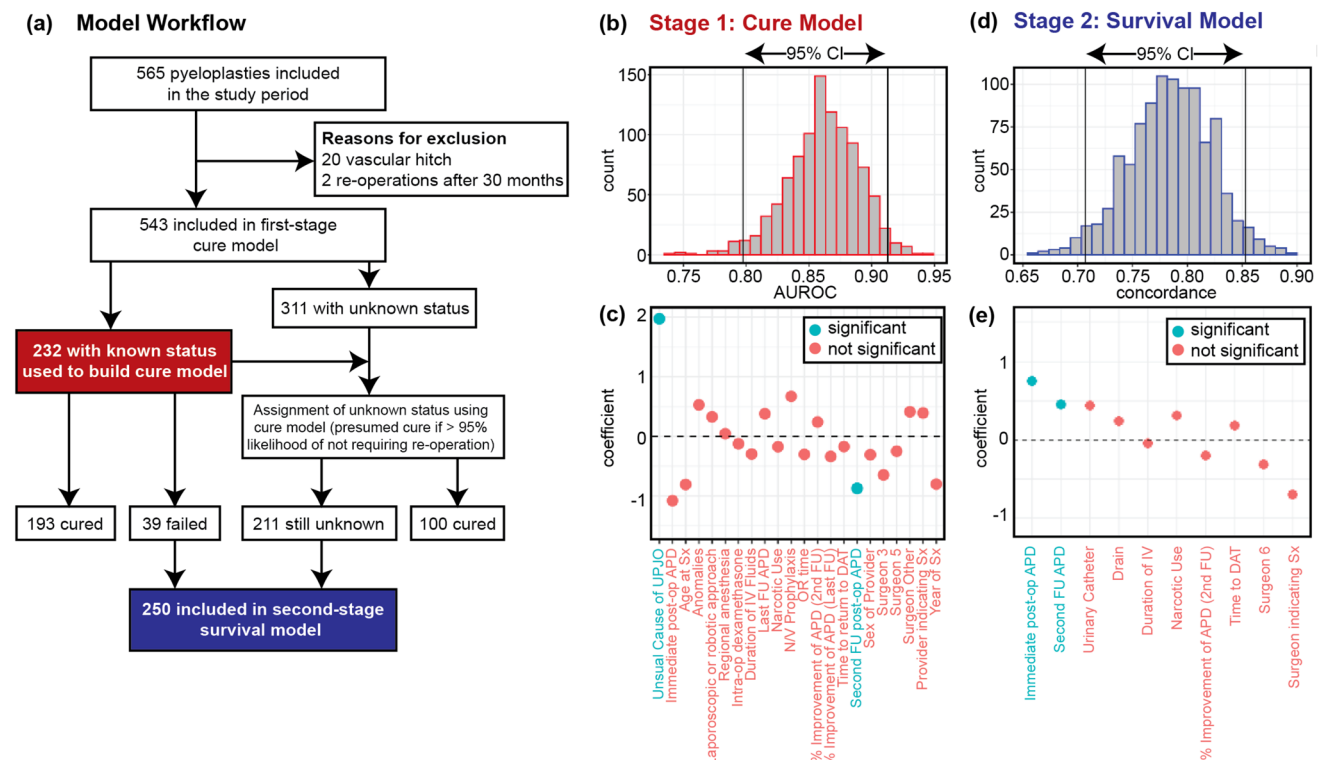 (a) Model Workflow
565 pyeloplasties included
in the study period
Reasons for exclusion
20 vascular hitch
2 re-operations after 30 months
543 included in first-stage
cure model
311 with unknown status
232 with known status
used to build cure model
Assignment of unknown status using
cure model (presumed cure if > 95%
likelihood of not requiring re-operation)
193 cured
39 failed
211 still unknown
100 cured
250 included in second-stage
survival model
(b) Stage 1: Cure Model
95% CI
150
100
50
0
count
0.75
0.80
0.85
0.90
0.95
AUROC
(c)
significant
not significant
2
1
0
-1
coefficient
Unsual Cause of UPJO
Immediate post-op APD
Age at Sx
Anomalies
Laporoscopic or robotic approach
Regional anesthesia
Intra-op dexamethasone
Duration of IV Fluids
Last FU APD
Narcotic Use
N/V Prophylaxis
OR time
% Improvement of APD (2nd FU)
% Improvement of APD (Last FU)
Time to return to DAT
Second FU post-op APD
Sex of Provider
Surgeon 3
Surgeon 5
Surgeon Other
Provider indicating Sx
Year of Sx
(d) Stage 2: Survival Model
95% CI
100
75
50
25
0
count
0.65
0.70
0.75
0.80
0.85
0.90
concordance
(e)
significant
not significant
1
0
-1
coefficient
Immediate post-op APD
Second FU APD
Urinary Catheter
Drain
Duration of IV
Narcotic Use
% Improvement of APD (2nd FU)
Time to DAT
Surgeon 6
Surgeon indicating Sx